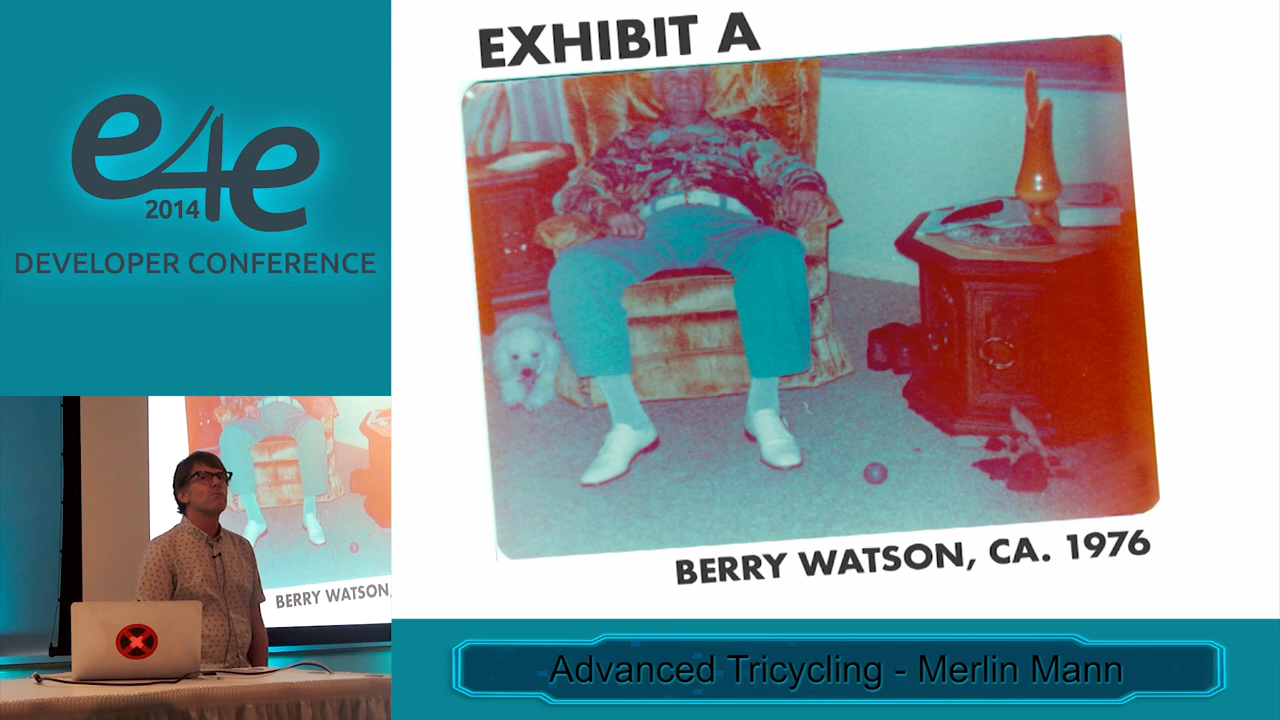 e4e
2014
DEVELOPER CONFERENCE
EXHIBIT A
BERRY WATSON, CA. 1976
BERRY WATSON,
Advanced Tricycling - Merlin Mann